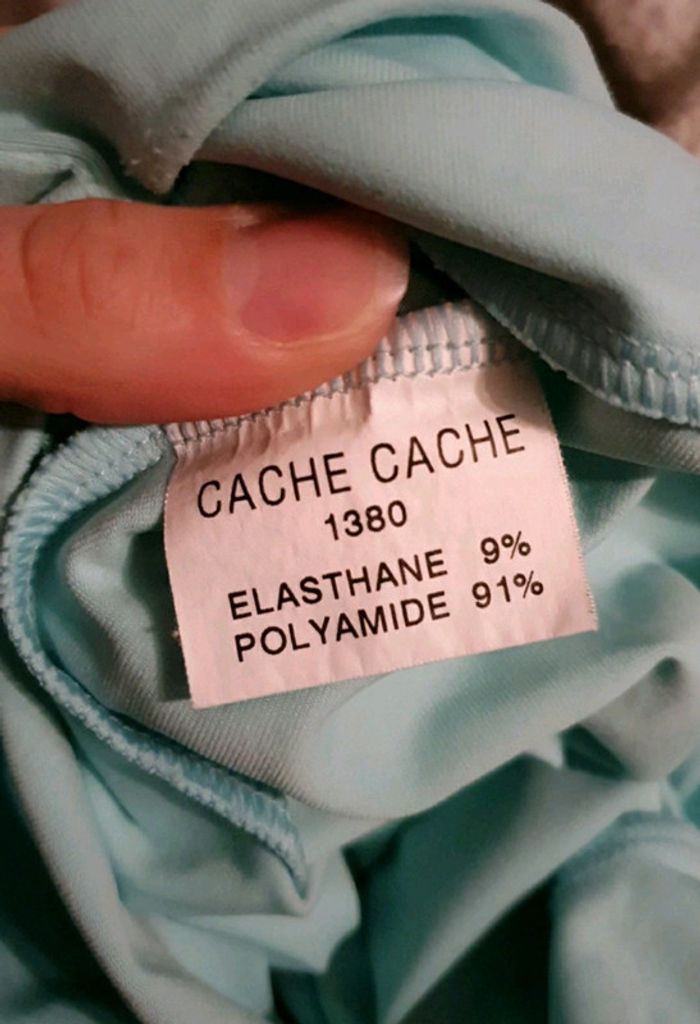 CACHE CACHE
1380
ELASTHANE 9%
POLYAMIDE 91%